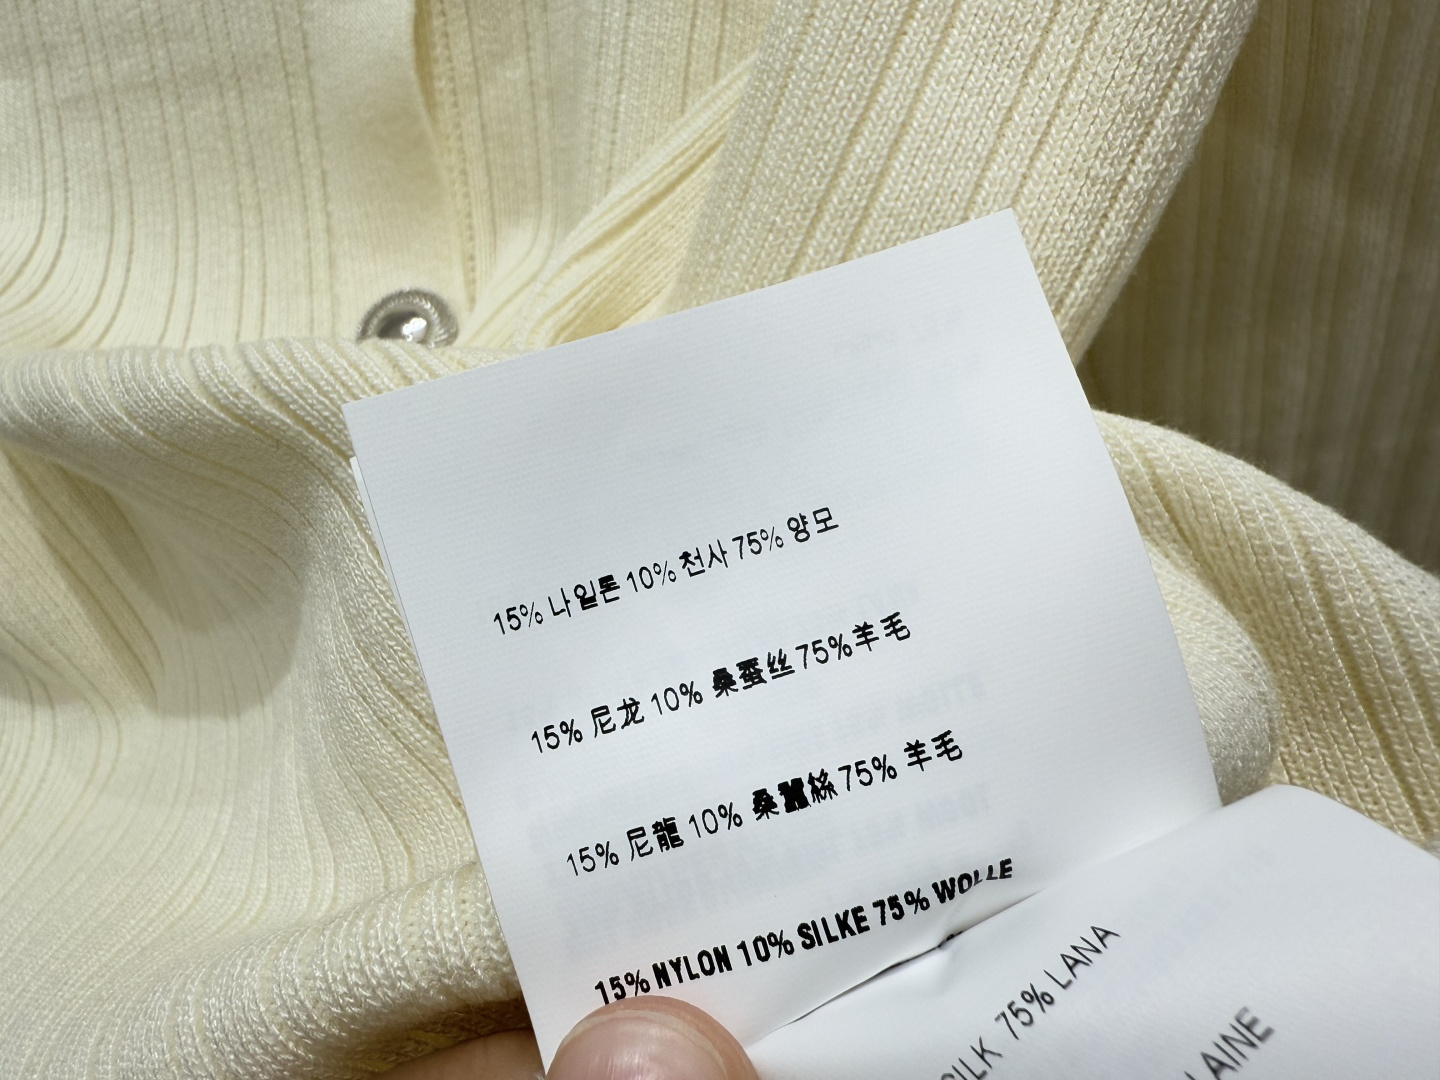 15% 나일론 10% 천사 75% 양모
15% 尼龙 10% 桑蚕丝 75% 羊毛
15% 尼龍 10% 桑蠶絲 75% 羊毛
15% NYLON 10% SILKE 75% WOLLE
SILK 75% LANA
LAINE